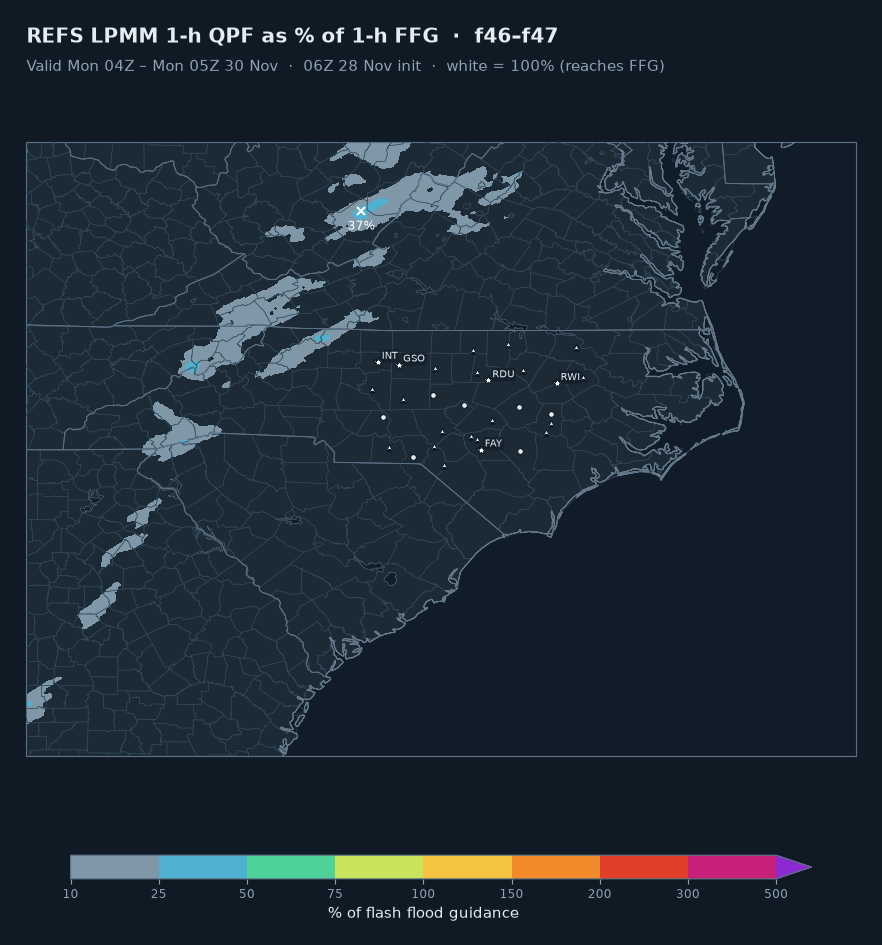 REFS LPMM 1-h QPF as % of 1-h FFG · f46–f47
Valid Mon 04Z – Mon 05Z 30 Nov · 06Z 28 Nov init · white = 100% (reaches FFG)
37%
INT
GSO
RDU
RWI
FAY
10 25 50 75 100 150 200 300 500
% of flash flood guidance